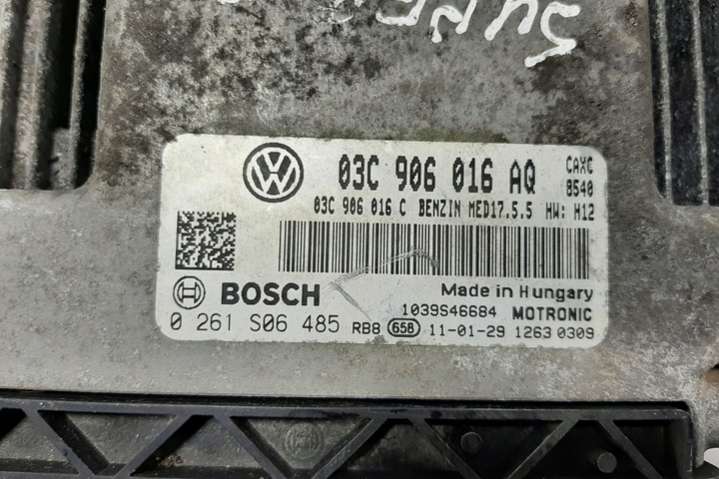 03C 906 016 AQ CAXC
8540
03C 906 016 C BENZIN MED17.5.5 HW: H12
BOSCH Made in Hungary
1039S46684 MOTRONIC
0 261 S06 485 RBB 658 11-01-29 1263 0309